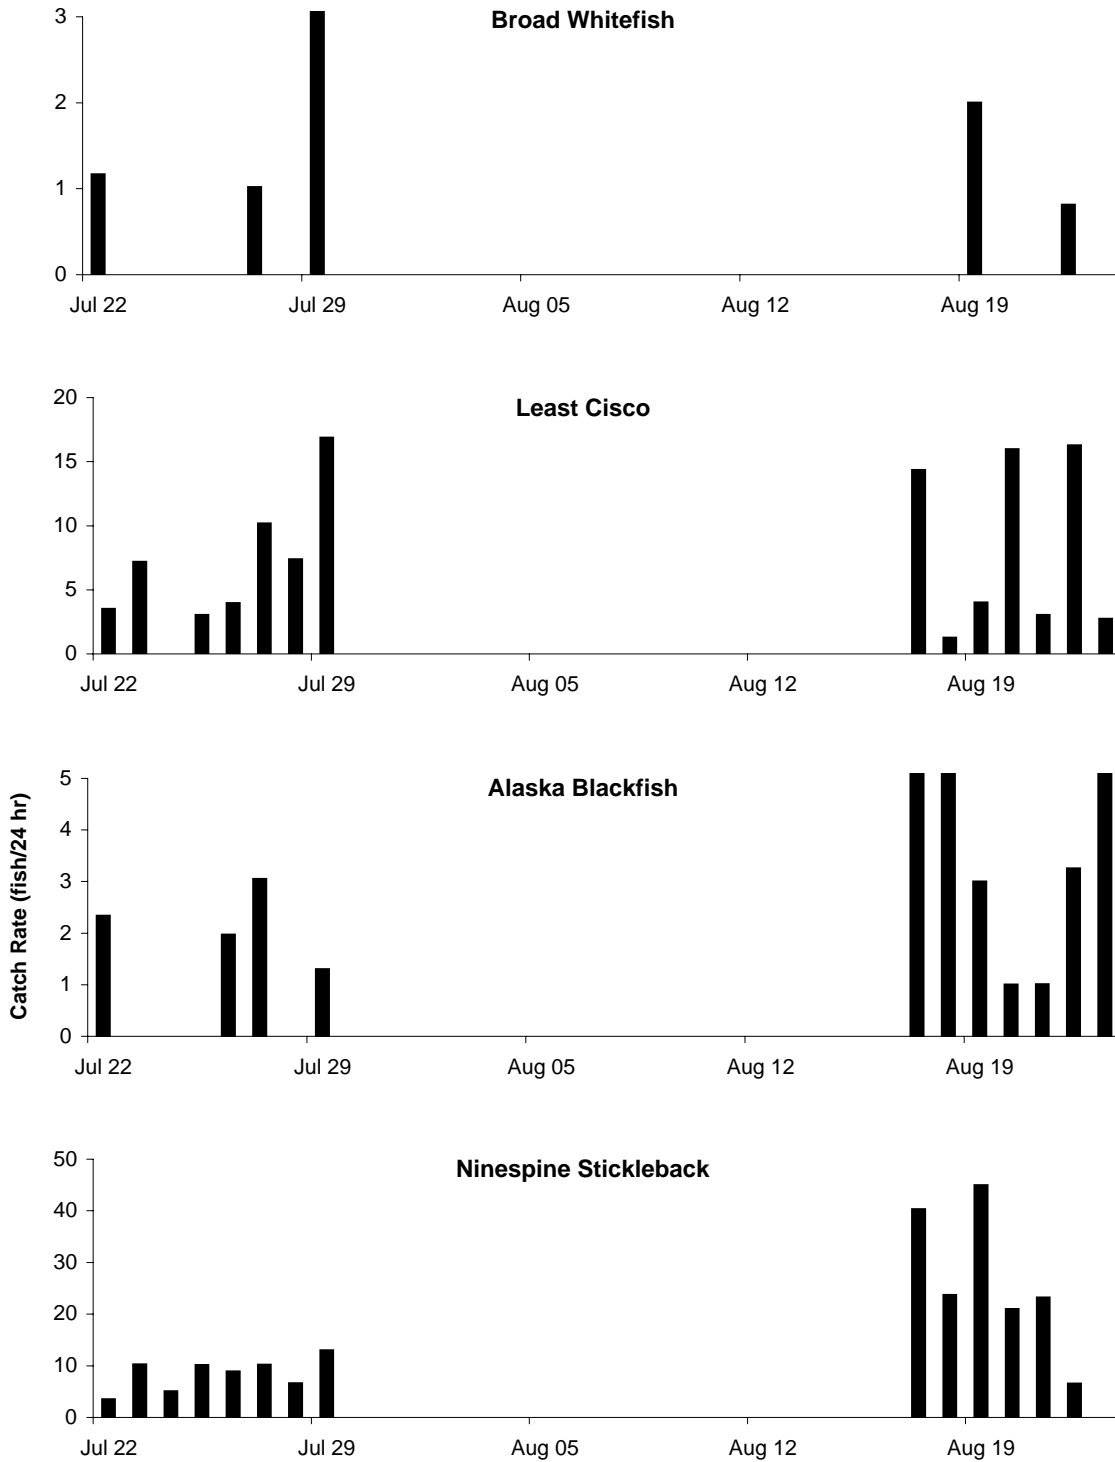 Broad Whitefish
3
2
1
0
Jul 22 Jul 29 Aug 05 Aug 12 Aug 19
Least Cisco
20
15
10
5
0
Jul 22 Jul 29 Aug 05 Aug 12 Aug 19
Alaska Blackfish
Catch Rate (fish/24 hr)
5
4
3
2
1
0
Jul 22 Jul 29 Aug 05 Aug 12 Aug 19
Ninespine Stickleback
50
40
30
20
10
0
Jul 22 Jul 29 Aug 05 Aug 12 Aug 19